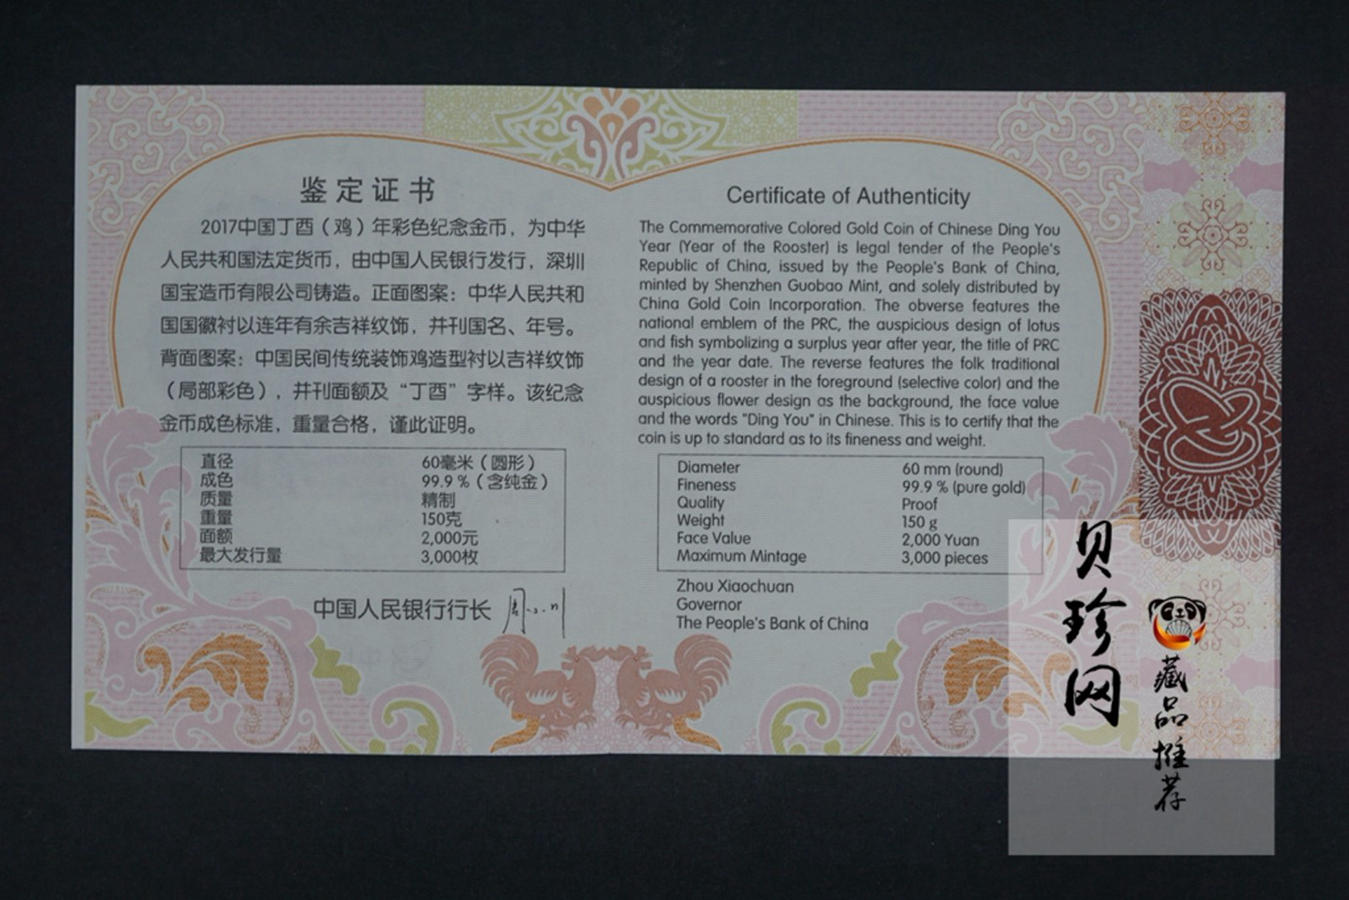 鉴定证书
2017中国丁酉（鸡）年彩色纪念金币，为中华
人民共和国法定货币，由中国人民银行发行，深圳
国宝造币有限公司铸造。正面图案：中华人民共和
国国徽衬以连年有余吉祥纹饰，并刊国名、年号。
背面图案：中国民间传统装饰鸡造型衬以吉祥纹饰
（局部彩色），并刊面额及“丁酉”字样。该纪念
金币成色标准，重量合格，谨此证明。
直径 60毫米（圆形）
成色 99.9％（含纯金）
质量 精制
重量 150克
面额 2,000元
最大发行量 3,000枚
中国人民银行行长
Certificate of Authenticity
The Commemorative Colored Gold Coin of Chinese Ding You
Year (Year of the Rooster) is legal tender of the People's
Republic of China, issued by the People's Bank of China,
minted by Shenzhen Guobao Mint, and solely distributed by
China Gold Coin Incorporation. The obverse features the
national emblem of the PRC, the auspicious design of lotus
and fish symbolizing a surplus year after year, the title of PRC
and the year date. The reverse features the folk traditional
design of a rooster in the foreground (selective color) and the
auspicious flower design as the background, the face value
and the words "Ding You" in Chinese. This is to certify that the
coin is up to standard as to its fineness and weight.
Diameter 60 mm (round)
Fineness 99.9 % (pure gold)
Quality Proof
Weight 150 g
Face Value 2,000 Yuan
Maximum Mintage 3,000 pieces
Zhou Xiaochuan
Governor
The People's Bank of China
贝珍网
藏品推荐